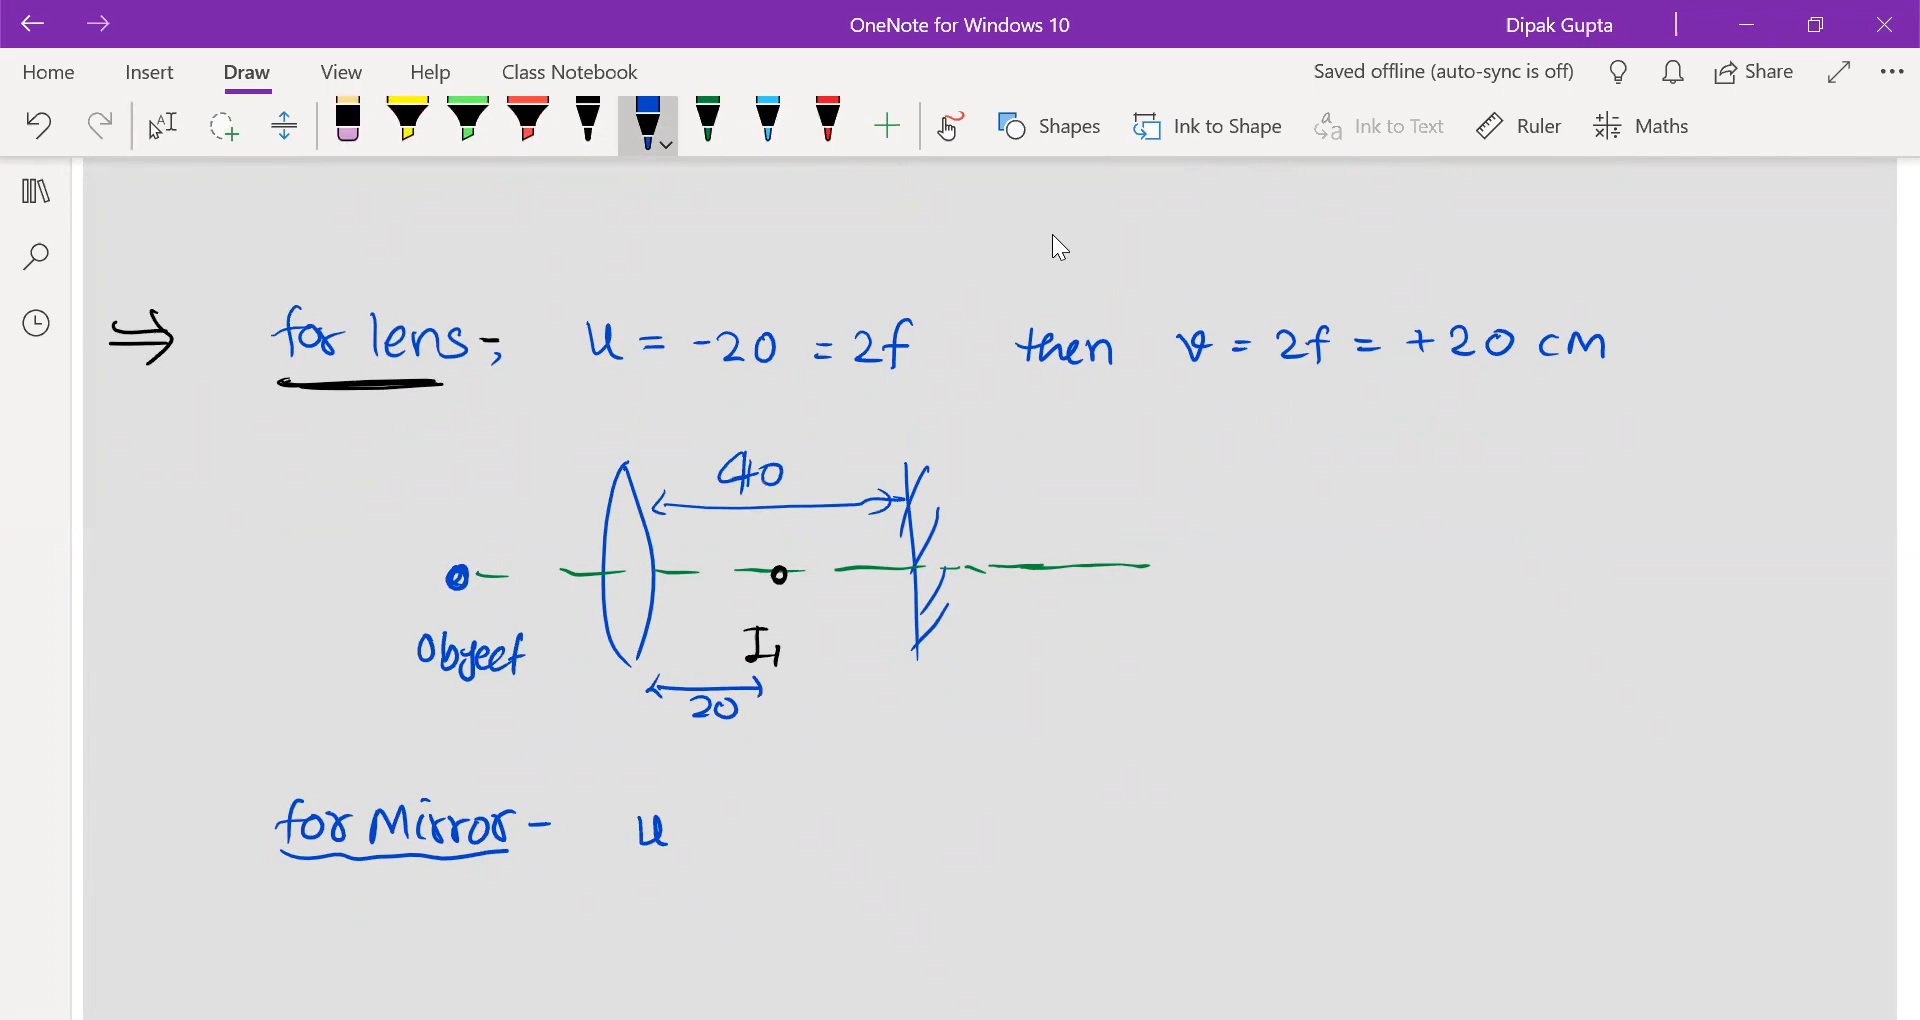 OneNote for Windows 10
Dipak Gupta
Home Insert Draw View Help Class Notebook
Saved offline (auto-sync is off) Share
Shapes Ink to Shape Ink to Text Ruler Maths
for lens-, u = -20 = 2f then v = 2f = +20 cm
40
Object
I1
20
for Mirror - u